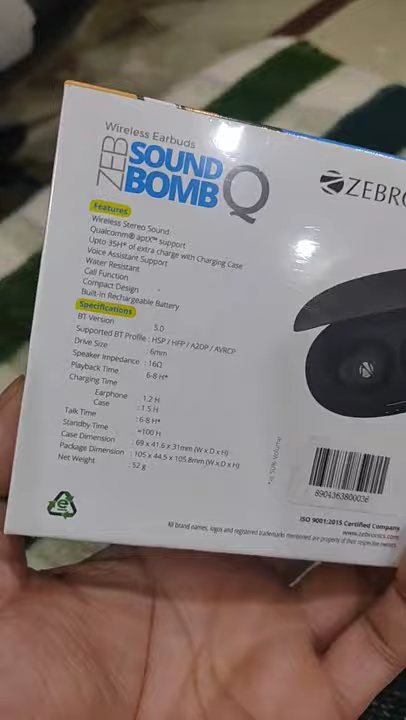 Wireless Earbuds
ZEB SOUND BOMB Q
ZEBRO
Features
Wireless Stereo Sound
Qualcomm® aptX™ support
Upto 35H* of extra charge with Charging Case
Voice Assistant Support
Water Resistant
Call Function
Compact Design
Built-in Rechargeable Battery
Specifications
BT Version 5.0
Supported BT Profile : HSP / HFP / A2DP / AVRCP
Drive Size : 6mm
Speaker Impedance : 16Ω
Playback Time 6-8 H*
Charging Time
Earphone 1.2 H
Case : 1.5 H
Talk Time : 6-8 H*
Standby Time ≈100 H
Case Dimension : 69 x 41.6 x 31mm (W x D x H)
Package Dimension : 105 x 44.5 x 105.8mm (W x D x H)
Net Weight : 52 g
*at 50% Volume
e
ISO 9001:2015 Certified Company
www.zebronics.com
All brand names, logos and registered trademarks mentioned are property of their respective owners.